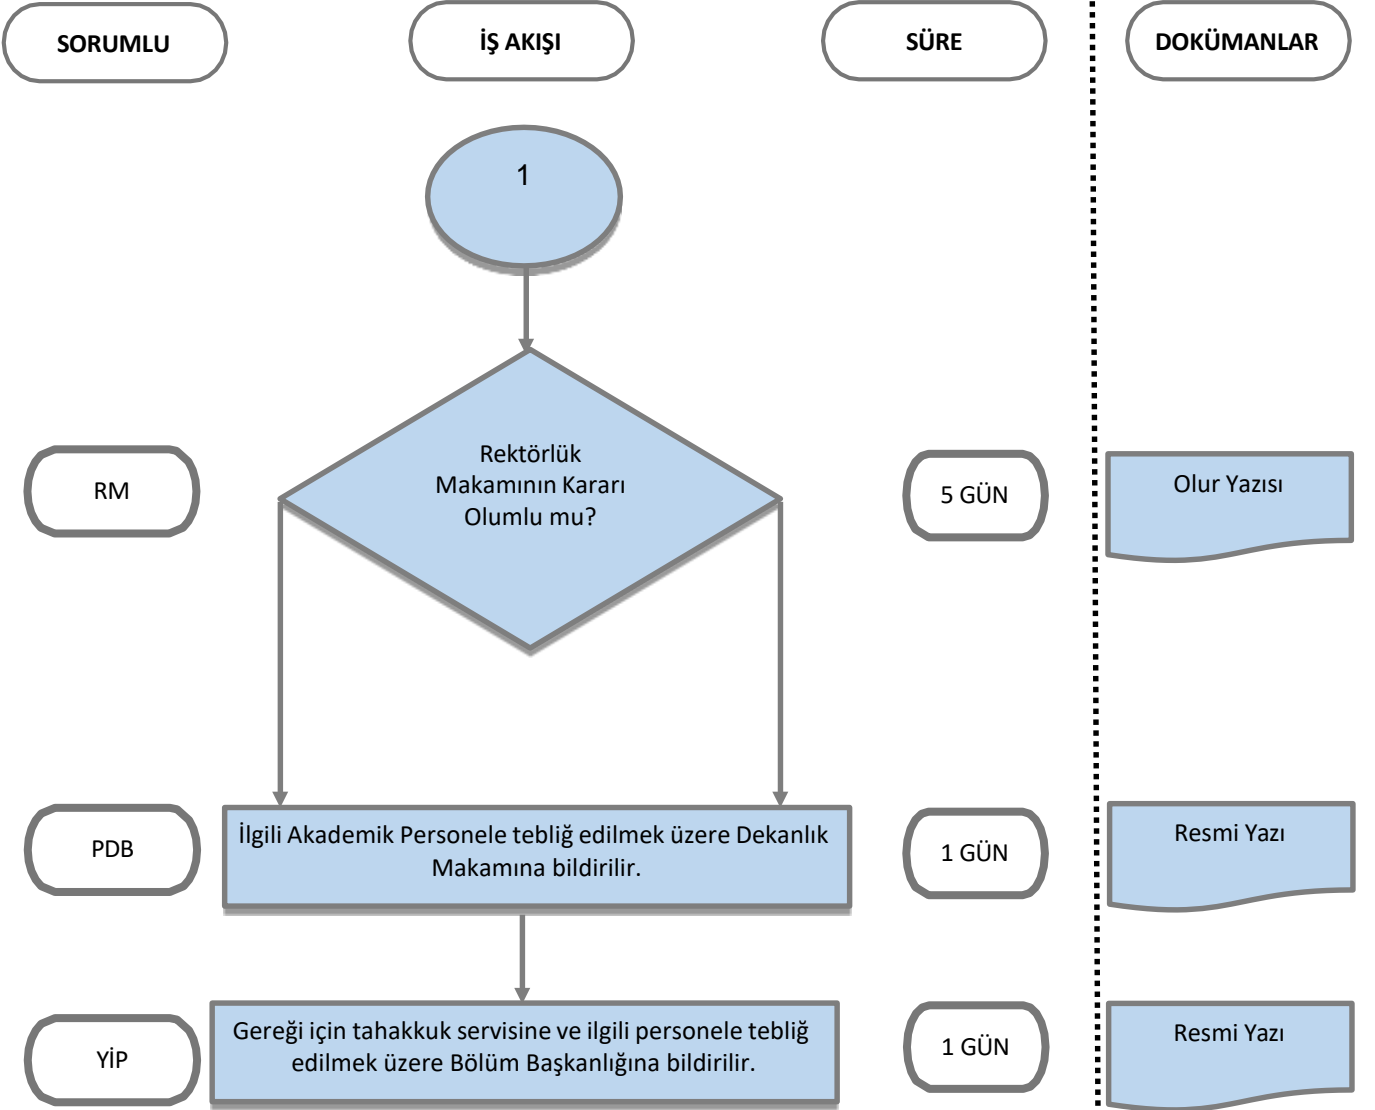 SORUMLU
İŞ AKIŞI
SÜRE
DOKÜMANLAR
1
RM
Rektörlük
Makamının Kararı
Olumlu mu?
5 GÜN
Olur Yazısı
PDB
İlgili Akademik Personele tebliğ edilmek üzere Dekanlık
Makamına bildirilir.
1 GÜN
Resmi Yazı
YİP
Gereği için tahakkuk servisine ve ilgili personele tebliğ
edilmek üzere Bölüm Başkanlığına bildirilir.
1 GÜN
Resmi Yazı